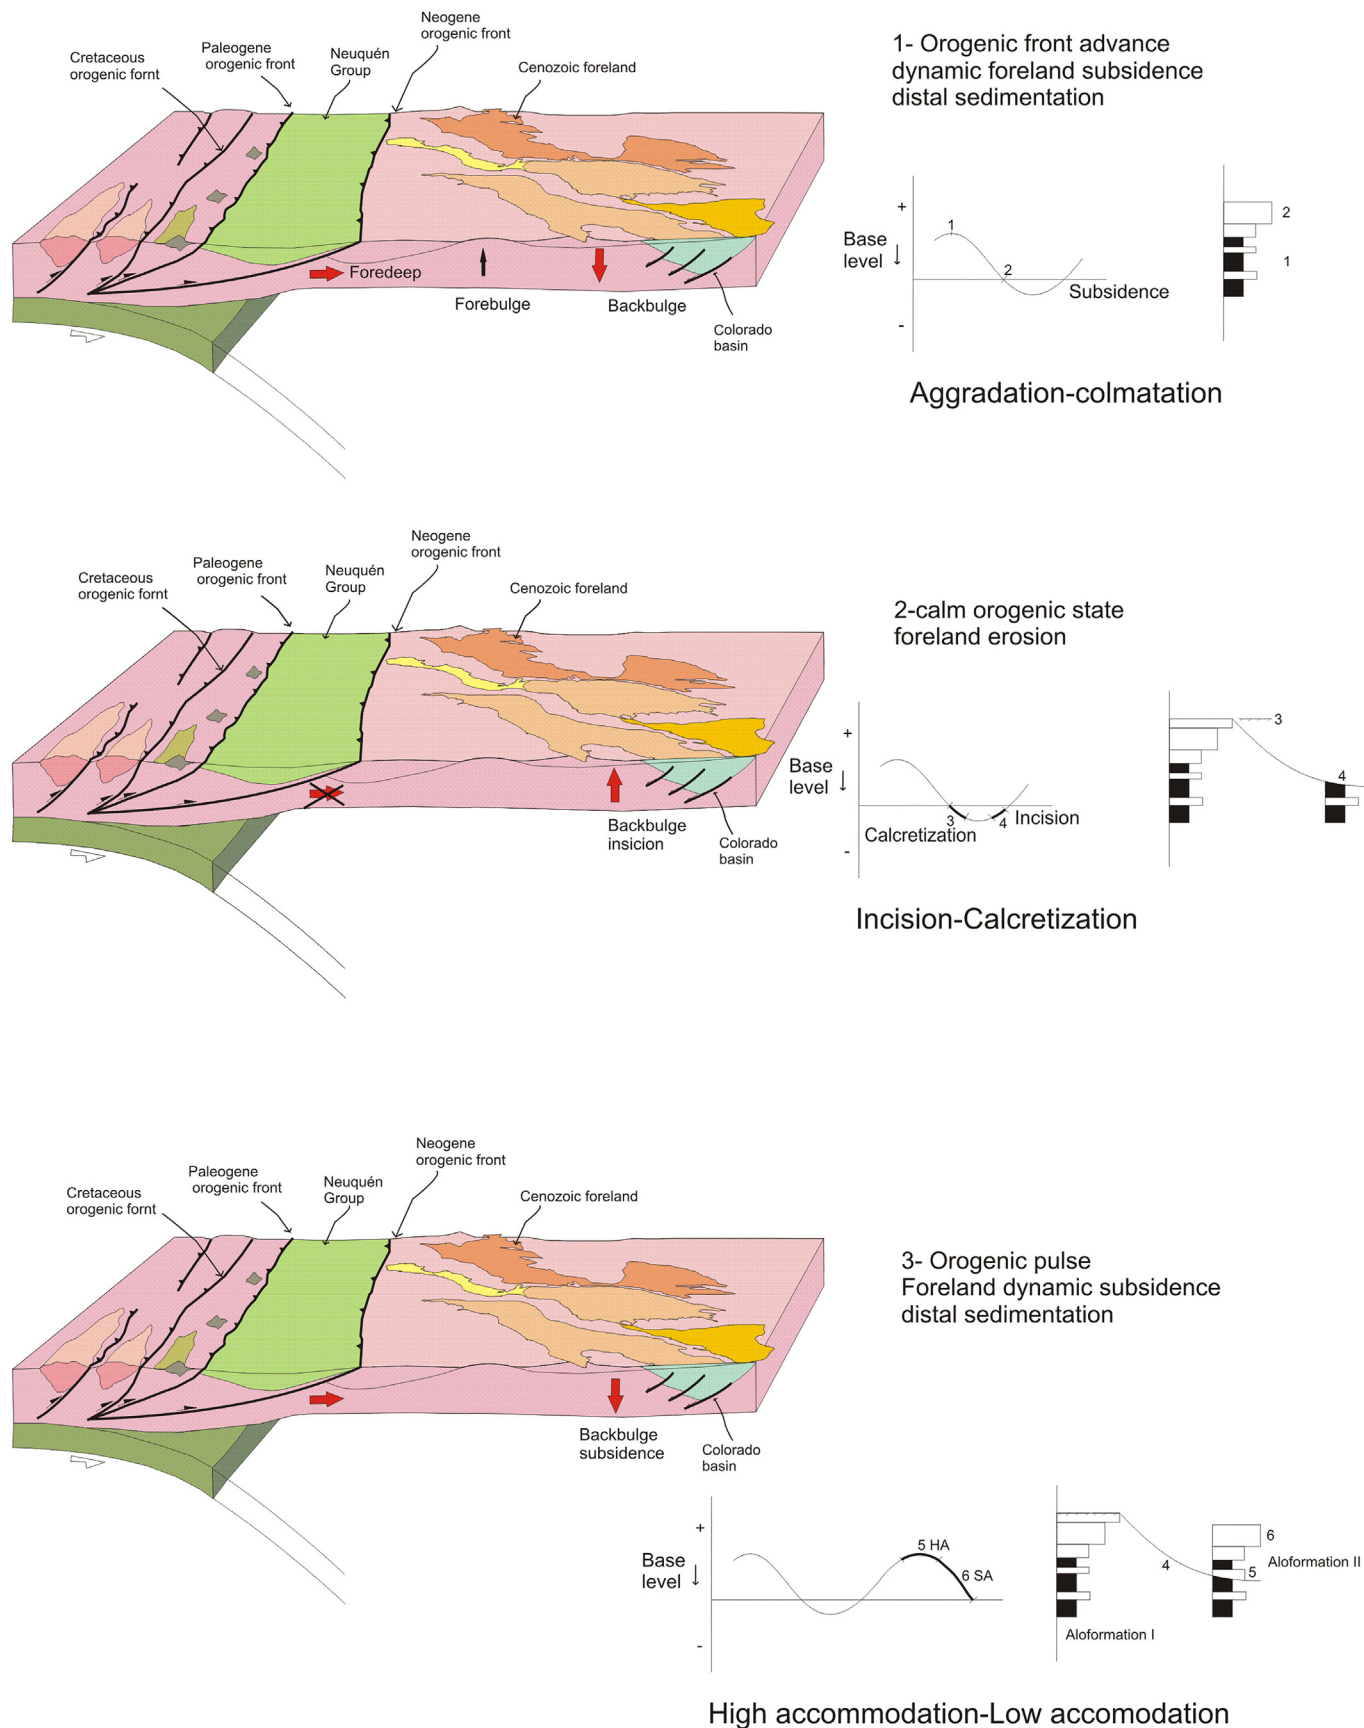 Neogene
orogenic front
Paleogene
orogenic front
Neuquén
Group
Cretaceous
orogenic fornt
Cenozoic foreland
Foredeep
Forebulge
Backbulge
Colorado
basin
1- Orogenic front advance
dynamic foreland subsidence
distal sedimentation
+
Base
level
-
1
2
Subsidence
2
1
Aggradation-colmatation
Neogene
orogenic front
Paleogene
orogenic front
Neuquén
Group
Cretaceous
orogenic fornt
Cenozoic foreland
Backbulge
insicion
Colorado
basin
2-calm orogenic state
foreland erosion
+
Base
level
-
3
4
Incision
Calcretization
3
4
Incision-Calcretization
Neogene
orogenic front
Paleogene
orogenic front
Neuquén
Group
Cretaceous
orogenic fornt
Cenozoic foreland
Backbulge
subsidence
Colorado
basin
3- Orogenic pulse
Foreland dynamic subsidence
distal sedimentation
+
Base
level
-
5 HA
6 SA
4
6
Aloformation II
5
Aloformation I
High accommodation-Low accomodation